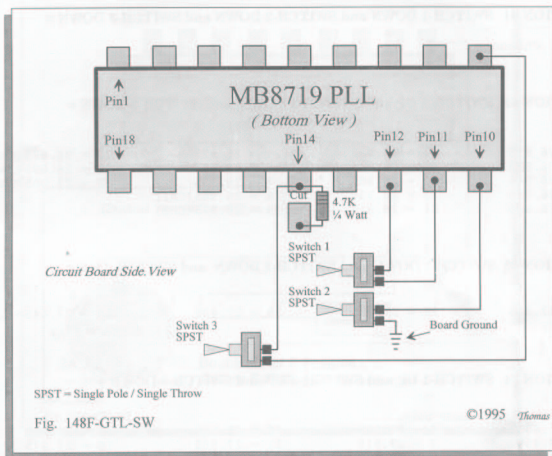 MB8719 PLL
( Bottom View )
Pin1
Pin18
Pin14
Pin12
Pin11
Pin10
Cut
4.7K
¼ Watt
Switch 1
SPST
Circuit Board Side View
Switch 2
SPST
Switch 3
SPST
Board Ground
SPST = Single Pole / Single Throw
Fig. 148F-GTL-SW
©1995 Thomas